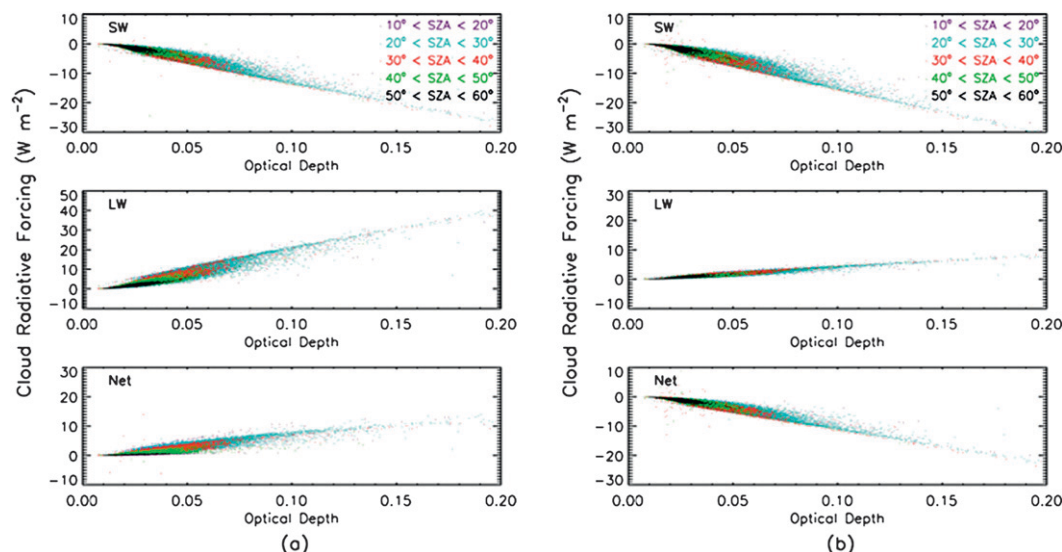 Cloud Radiative Forcing (W m⁻²)
SW
10° < SZA < 20°
20° < SZA < 30°
30° < SZA < 40°
40° < SZA < 50°
50° < SZA < 60°
10
0
−10
−20
−30
0.00 0.05 0.10 0.15 0.20
Optical Depth
LW
50
40
30
20
10
0
−10
0.00 0.05 0.10 0.15 0.20
Optical Depth
Net
30
20
10
0
−10
0.00 0.05 0.10 0.15 0.20
Optical Depth
(a)
Cloud Radiative Forcing (W m⁻²)
SW
10° < SZA < 20°
20° < SZA < 30°
30° < SZA < 40°
40° < SZA < 50°
50° < SZA < 60°
10
0
−10
−20
−30
0.00 0.05 0.10 0.15 0.20
Optical Depth
LW
30
20
10
0
−10
0.00 0.05 0.10 0.15 0.20
Optical Depth
Net
10
0
−10
−20
−30
0.00 0.05 0.10 0.15 0.20
Optical Depth
(b)